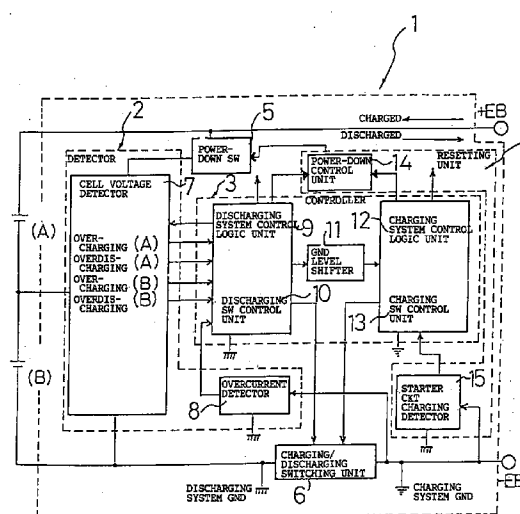 1
+EB
5
CHARGED
DISCHARGED
2
POWER-
DOWN SW
RESETTING
UNIT
DETECTOR
CELL VOLTAGE
DETECTOR
7
POWER-DOWN
CONTROL
UNIT
14
3
CONTROLLER
DISCHARGING
SYSTEM CONTROL
LOGIC UNIT
9
11
GND
LEVEL
SHIFTER
12
CHARGING
SYSTEM CONTROL
LOGIC UNIT
(A)
OVER-
CHARGING (A)
OVERDIS-
CHARGING (A)
OVER-
CHARGING (B)
OVERDIS-
CHARGING (B)
10
DISCHARGING
SW CONTROL
UNIT
CHARGING
SW CONTROL
UNIT
13
(B)
OVERCURRENT
DETECTOR
8
STARTER
CKT
CHARGING
DETECTOR
15
CHARGING/
DISCHARGING
SWITCHING UNIT
6
DISCHARGING
SYSTEM GND
CHARGING
SYSTEM GND
-EB